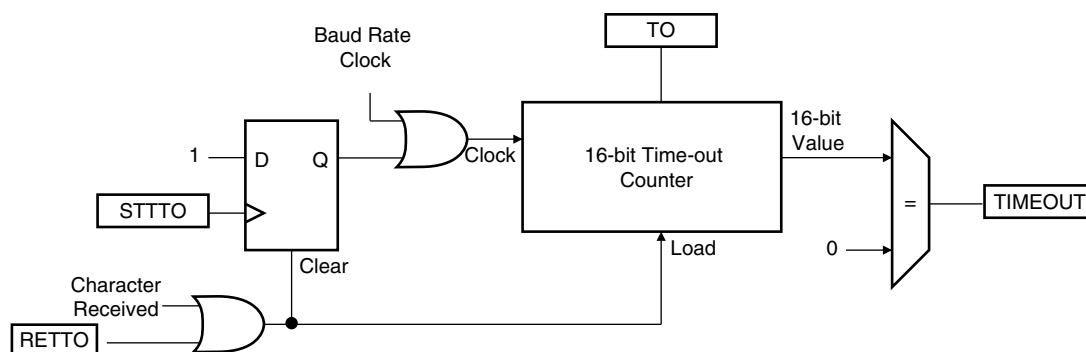 TO
Baud Rate
Clock
16-bit
Value
1
D
Q
Clock
16-bit Time-out
Counter
STTTO
=
TIMEOUT
Clear
Load
0
Character
Received
RETTO